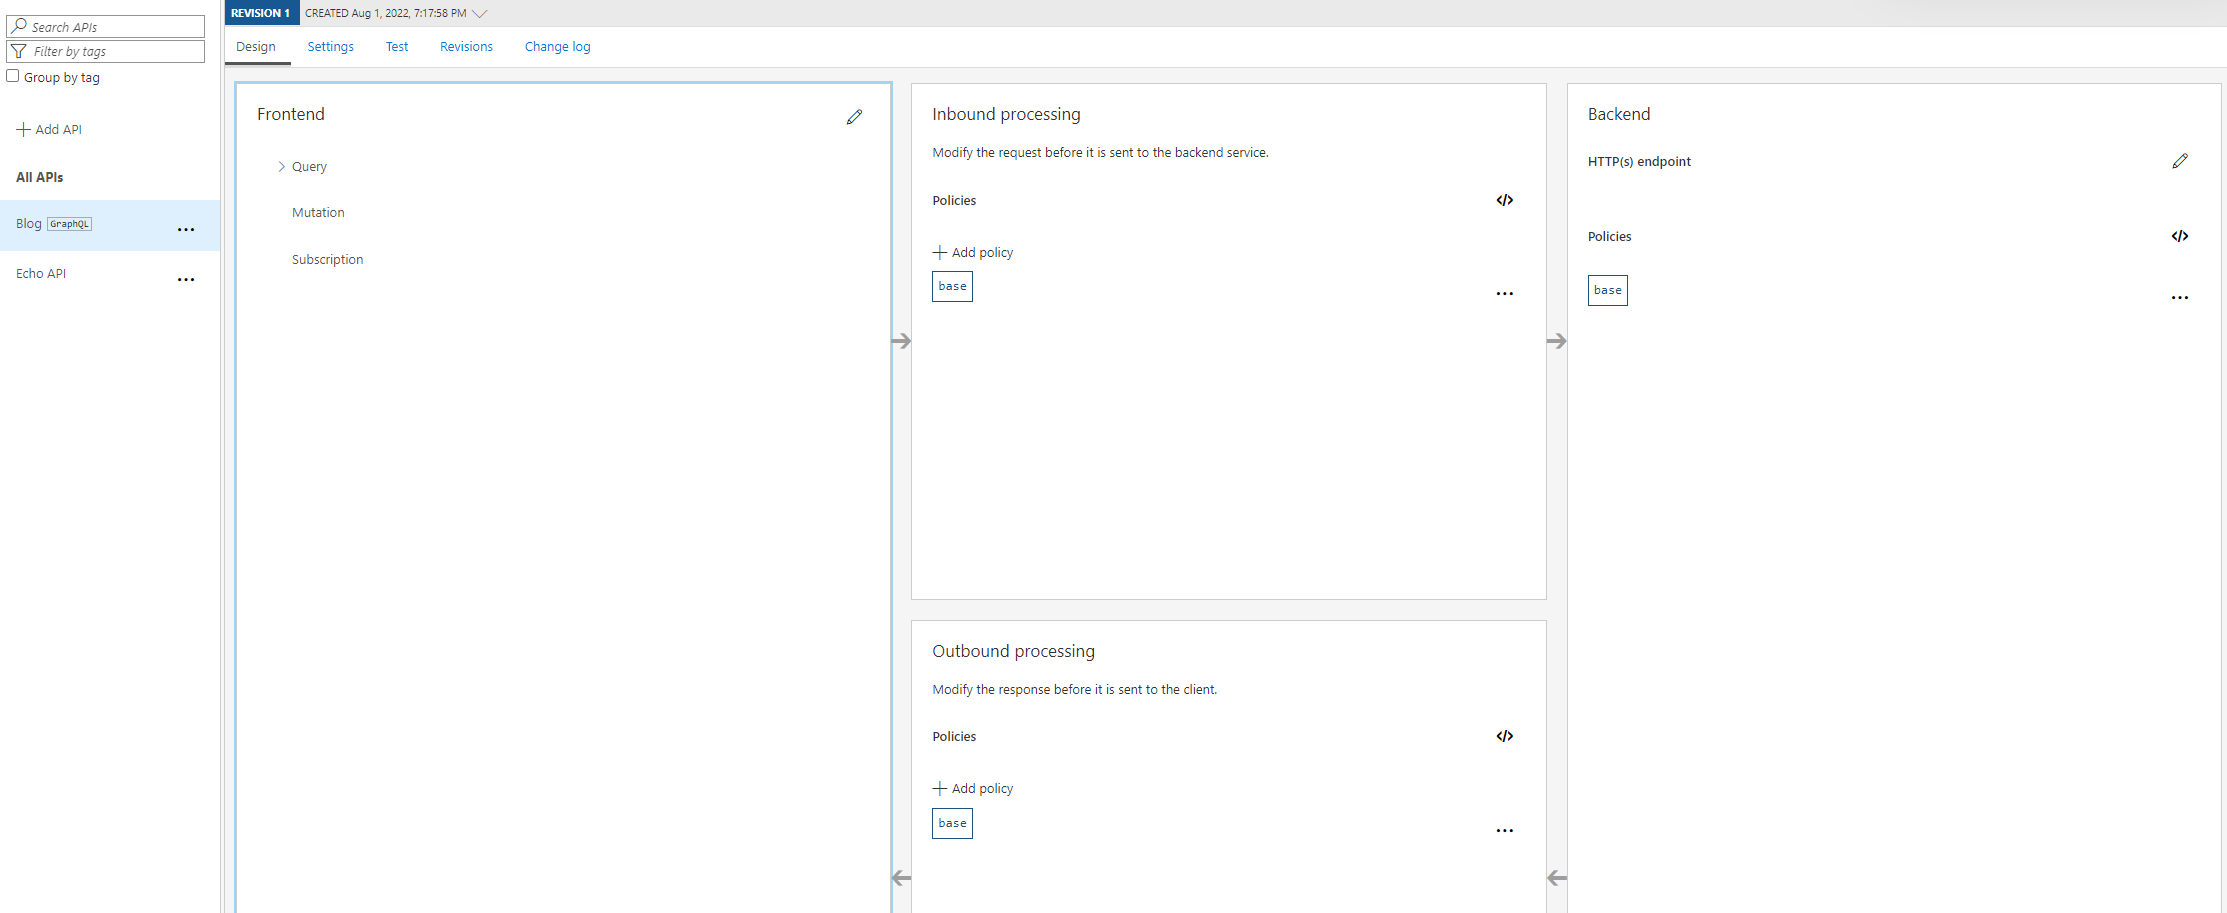 Search APIs
Filter by tags
Group by tag
Add API
All APIs
Blog GraphQL
Echo API
REVISION 1 CREATED Aug 1, 2022, 7:17:58 PM
Design Settings Test Revisions Change log
Frontend
Query
Mutation
Subscription
Inbound processing
Modify the request before it is sent to the backend service.
Policies
Add policy
base
Outbound processing
Modify the response before it is sent to the client.
Policies
Add policy
base
Backend
HTTP(s) endpoint
Policies
base